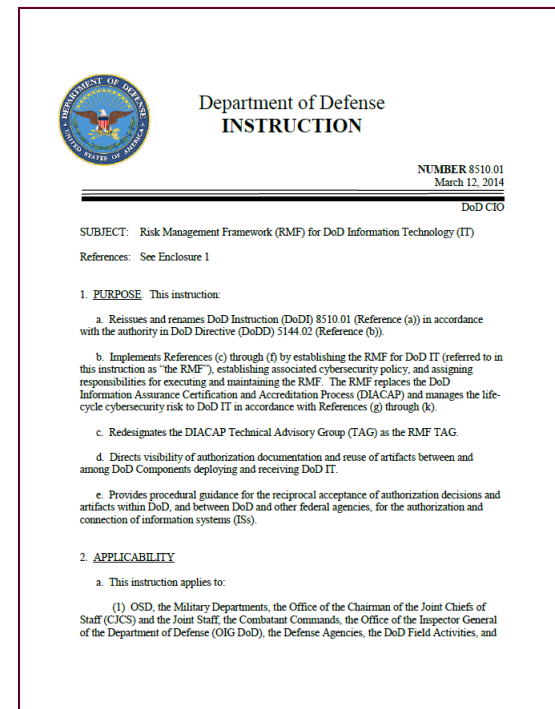 DEPARTMENT OF DEFENSE
UNITED STATES OF AMERICA
Department of Defense
INSTRUCTION
NUMBER 8510.01
March 12, 2014
DoD CIO
SUBJECT: Risk Management Framework (RMF) for DoD Information Technology (IT)
References: See Enclosure 1
1. PURPOSE. This instruction:
a. Reissues and renames DoD Instruction (DoDI) 8510.01 (Reference (a)) in accordance
with the authority in DoD Directive (DoDD) 5144.02 (Reference (b)).
b. Implements References (c) through (f) by establishing the RMF for DoD IT (referred to in
this instruction as “the RMF”), establishing associated cybersecurity policy, and assigning
responsibilities for executing and maintaining the RMF. The RMF replaces the DoD
Information Assurance Certification and Accreditation Process (DIACAP) and manages the life-
cycle cybersecurity risk to DoD IT in accordance with References (g) through (k).
c. Redesignates the DIACAP Technical Advisory Group (TAG) as the RMF TAG.
d. Directs visibility of authorization documentation and reuse of artifacts between and
among DoD Components deploying and receiving DoD IT.
e. Provides procedural guidance for the reciprocal acceptance of authorization decisions and
artifacts within DoD, and between DoD and other federal agencies, for the authorization and
connection of information systems (ISs).
2. APPLICABILITY
a. This instruction applies to:
(1) OSD, the Military Departments, the Office of the Chairman of the Joint Chiefs of
Staff (CJCS) and the Joint Staff, the Combatant Commands, the Office of the Inspector General
of the Department of Defense (OIG DoD), the Defense Agencies, the DoD Field Activities, and